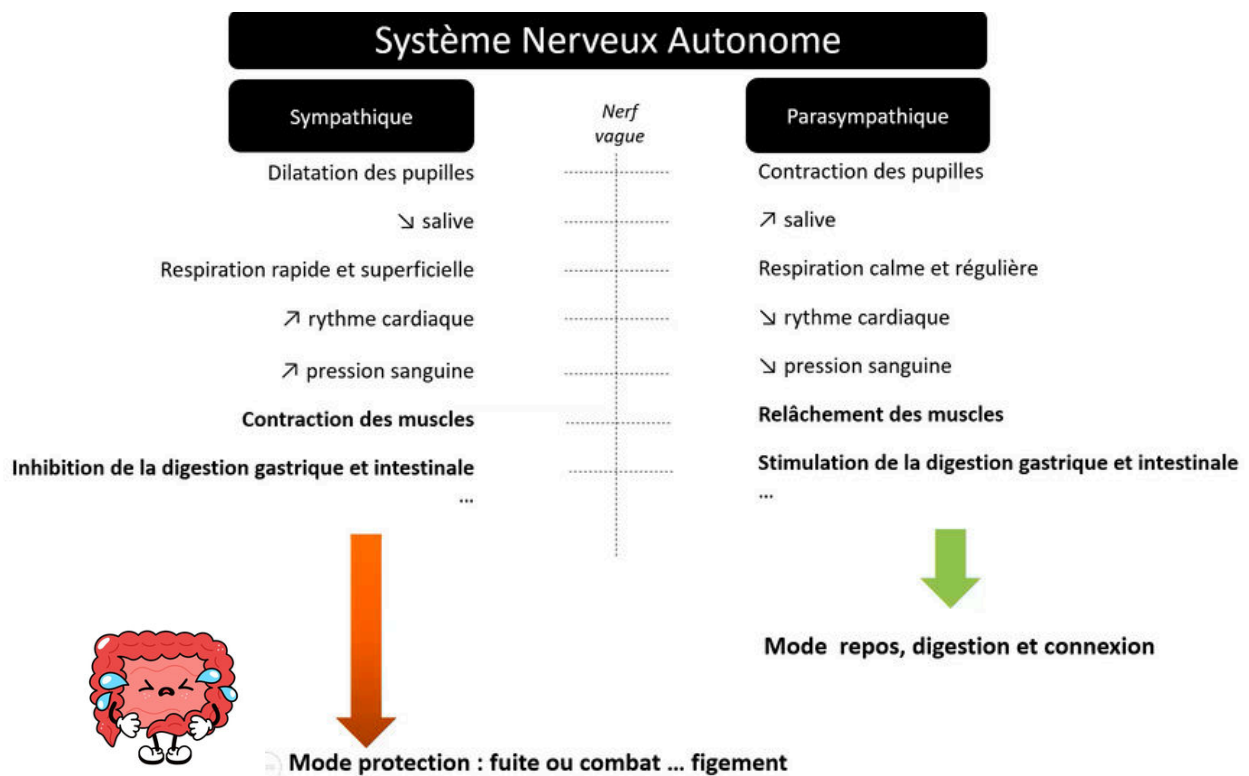 Système Nerveux Autonome
Sympathique
Nerf
vague
Parasympathique
Dilatation des pupilles
Contraction des pupilles
↘ salive
↗ salive
Respiration rapide et superficielle
Respiration calme et régulière
↗ rythme cardiaque
↘ rythme cardiaque
↗ pression sanguine
↘ pression sanguine
Contraction des muscles
Relâchement des muscles
Inhibition de la digestion gastrique et intestinale
Stimulation de la digestion gastrique et intestinale
...
...
Mode repos, digestion et connexion
Mode protection : fuite ou combat ... figement